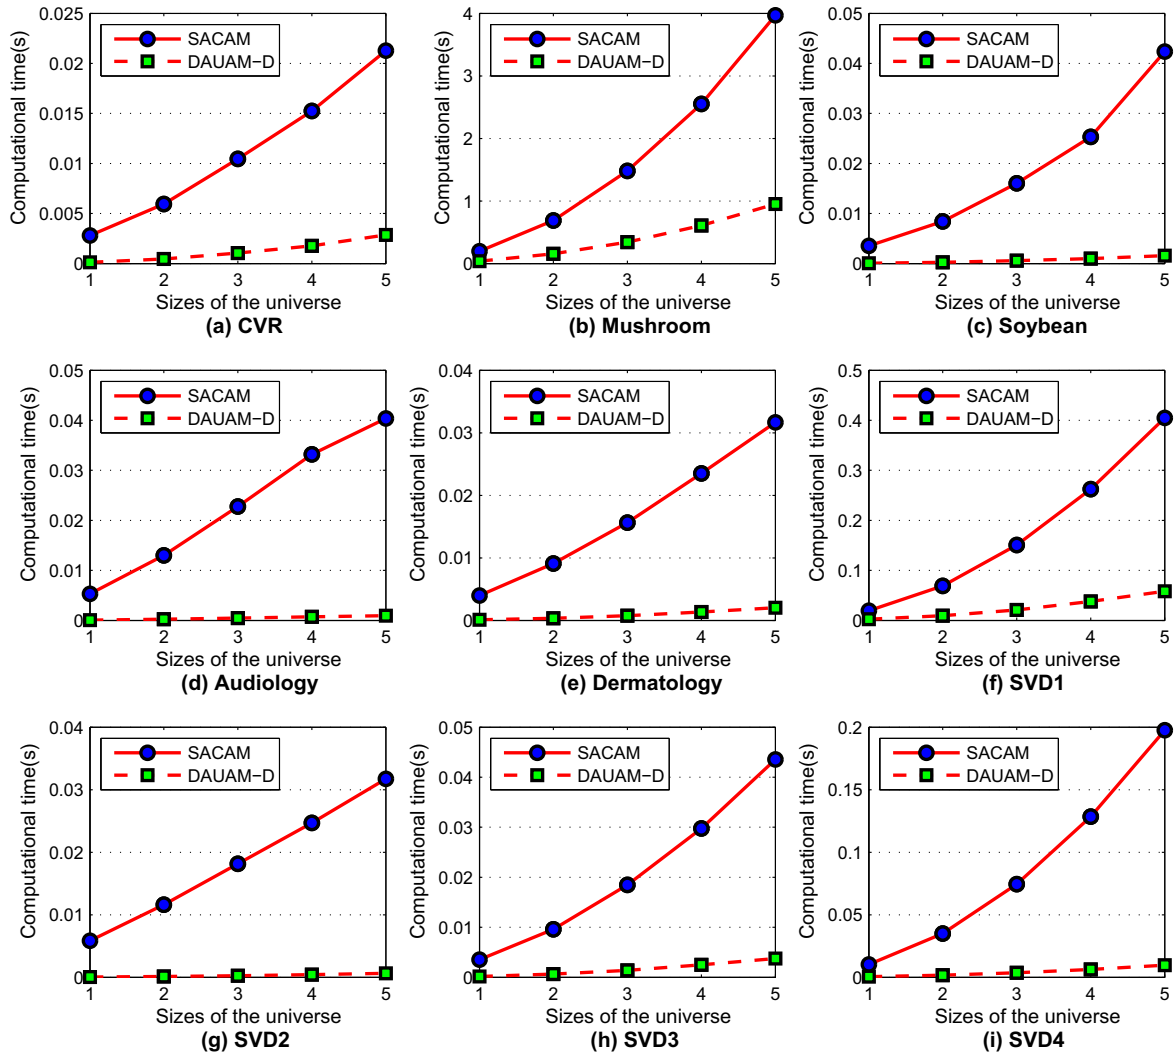 0.025
0.02
0.015
0.01
0.005
0
Computational time(s)
SACAM
DAUAM−D
1 2 3 4 5
Sizes of the universe
(a) CVR
4
3
2
1
0
Computational time(s)
SACAM
DAUAM−D
1 2 3 4 5
Sizes of the universe
(b) Mushroom
0.05
0.04
0.03
0.02
0.01
0
Computational time(s)
SACAM
DAUAM−D
1 2 3 4 5
Sizes of the universe
(c) Soybean
0.05
0.04
0.03
0.02
0.01
0
Computational time(s)
SACAM
DAUAM−D
1 2 3 4 5
Sizes of the universe
(d) Audiology
0.04
0.03
0.02
0.01
0
Computational time(s)
SACAM
DAUAM−D
1 2 3 4 5
Sizes of the universe
(e) Dermatology
0.5
0.4
0.3
0.2
0.1
0
Computational time(s)
SACAM
DAUAM−D
1 2 3 4 5
Sizes of the universe
(f) SVD1
0.04
0.03
0.02
0.01
0
Computational time(s)
SACAM
DAUAM−D
1 2 3 4 5
Sizes of the universe
(g) SVD2
0.05
0.04
0.03
0.02
0.01
0
Computational time(s)
SACAM
DAUAM−D
1 2 3 4 5
Sizes of the universe
(h) SVD3
0.2
0.15
0.1
0.05
0
Computational time(s)
SACAM
DAUAM−D
1 2 3 4 5
Sizes of the universe
(i) SVD4